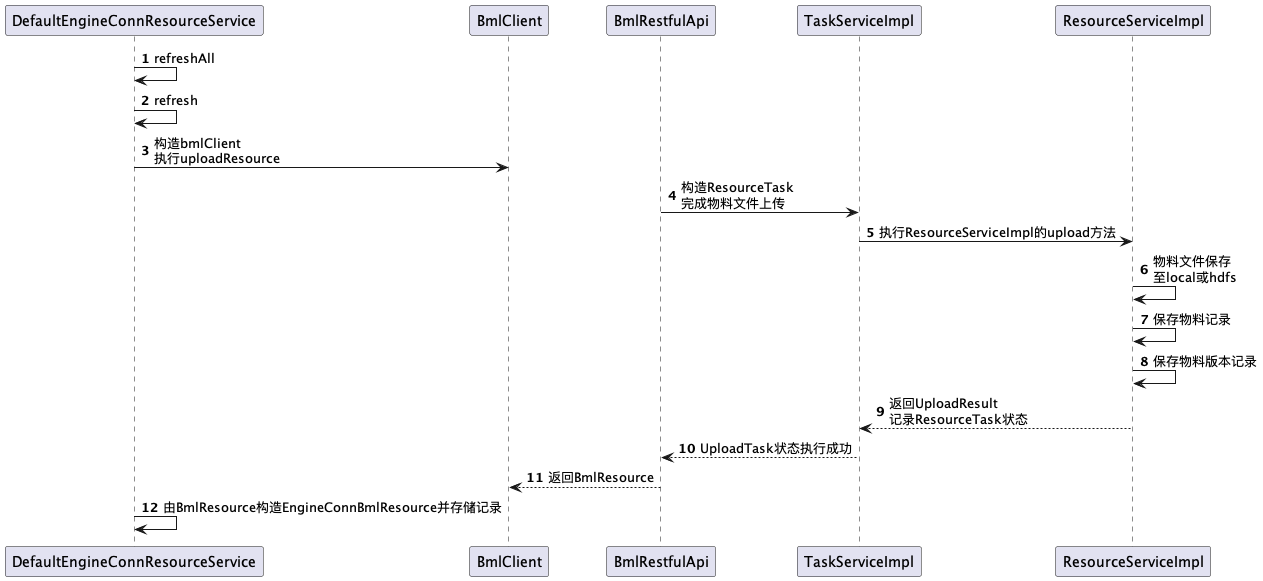 DefaultEngineConnResourceService
BmlClient
BmlRestfulApi
TaskServiceImpl
ResourceServiceImpl
1 refreshAll
2 refresh
3 构造bmlClient
执行uploadResource
4 构造ResourceTask
完成物料文件上传
5 执行ResourceServiceImpl的upload方法
6 物料文件保存
至local或hdfs
7 保存物料记录
8 保存物料版本记录
9 返回UploadResult
记录ResourceTask状态
10 UploadTask状态执行成功
11 返回BmlResource
12 由BmlResource构造EngineConnBmlResource并存储记录
DefaultEngineConnResourceService
BmlClient
BmlRestfulApi
TaskServiceImpl
ResourceServiceImpl